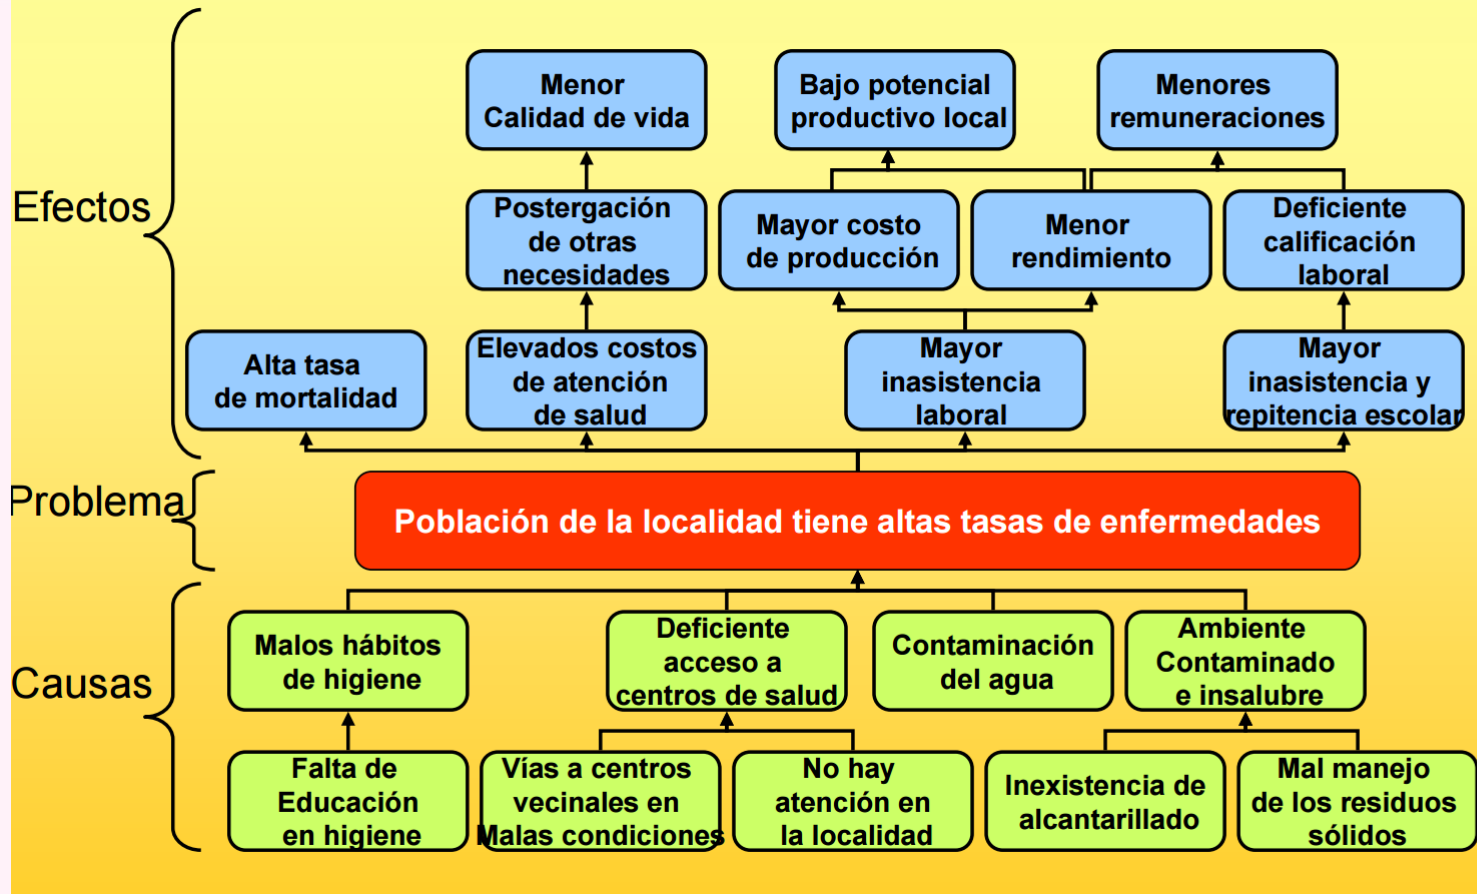 Efectos
Menor
Calidad de vida
Bajo potencial
productivo local
Menores
remuneraciones
Postergación
de otras
necesidades
Mayor costo
de producción
Menor
rendimiento
Deficiente
calificación
laboral
Alta tasa
de mortalidad
Elevados costos
de atención
de salud
Mayor
inasistencia
laboral
Mayor
inasistencia y
repitencia escolar
Problema
Población de la localidad tiene altas tasas de enfermedades
Causas
Malos hábitos
de higiene
Deficiente
acceso a
centros de salud
Contaminación
del agua
Ambiente
Contaminado
e insalubre
Falta de
Educación
en higiene
Vías a centros
vecinales en
Malas condiciones
No hay
atención en
la localidad
Inexistencia de
alcantarillado
Mal manejo
de los residuos
sólidos